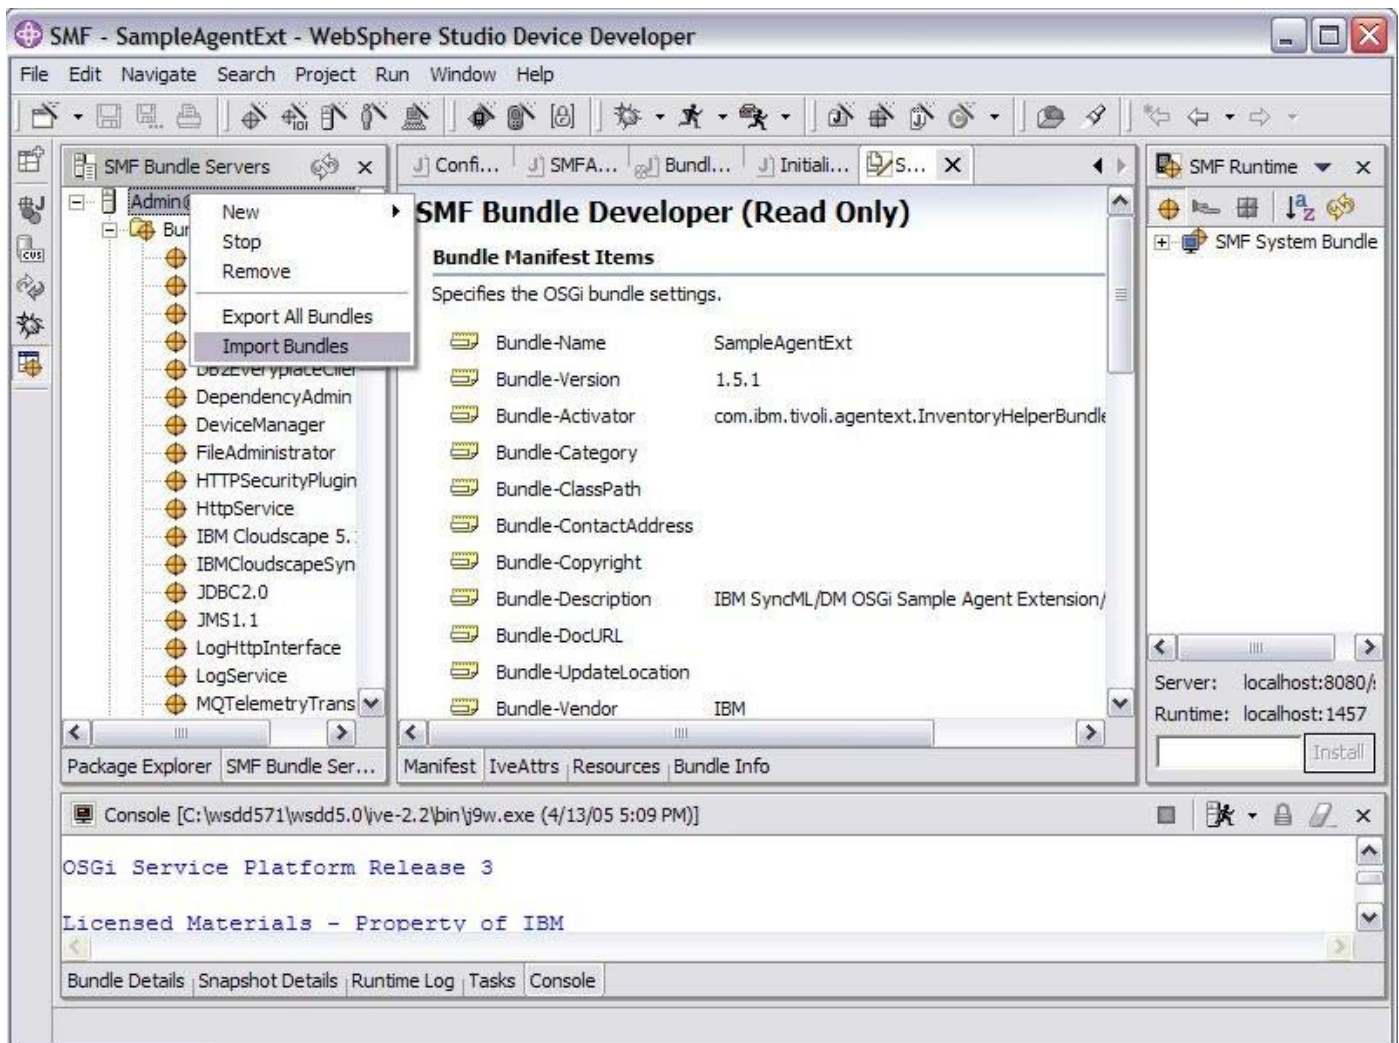 SMF - SampleAgentExt - WebSphere Studio Device Developer
File Edit Navigate Search Project Run Window Help
SMF Bundle Servers
Admin@
Bur
New
Stop
Remove
Export All Bundles
Import Bundles
DB2EveryplaceClien
DependencyAdmin
DeviceManager
FileAdministrator
HTTPSecurityPlugin
HttpService
IBM Cloudscape 5.
IBMCloudscapeSyn
JDBC2.0
JMS1.1
LogHttpInterface
LogService
MQTelemetryTrans
Package Explorer SMF Bundle Ser...
Confi... SMFA... Bundl... Initiali... S...
SMF Bundle Developer (Read Only)
Bundle Manifest Items
Specifies the OSGi bundle settings.
Bundle-Name SampleAgentExt
Bundle-Version 1.5.1
Bundle-Activator com.ibm.tivoli.agentext.InventoryHelperBundle
Bundle-Category
Bundle-ClassPath
Bundle-ContactAddress
Bundle-Copyright
Bundle-Description IBM SyncML/DM OSGi Sample Agent Extension/
Bundle-DocURL
Bundle-UpdateLocation
Bundle-Vendor IBM
Manifest IveAttrs Resources Bundle Info
SMF Runtime
SMF System Bundle
Server: localhost:8080/
Runtime: localhost:1457
Install
Console [C:\wsdd571\wsdd5.0\ive-2.2\bin\j9w.exe (4/13/05 5:09 PM)]
OSGi Service Platform Release 3
Licensed Materials - Property of IBM
Bundle Details Snapshot Details Runtime Log Tasks Console